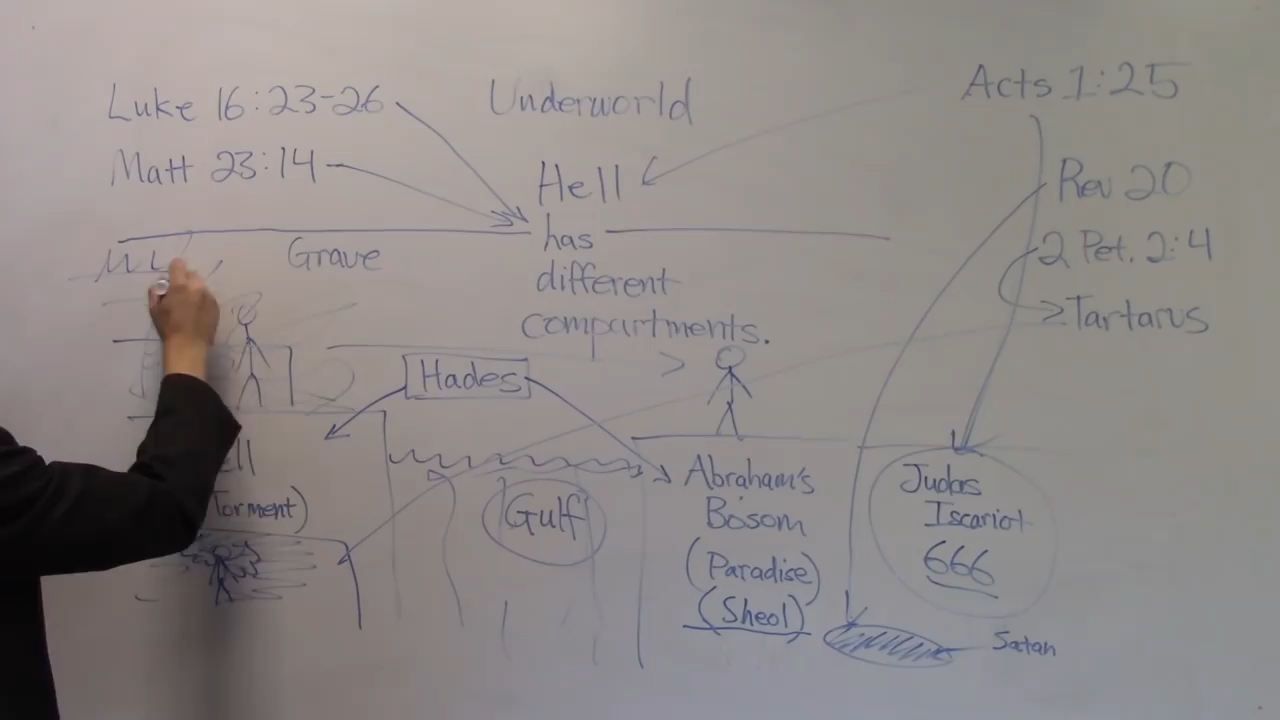 Luke 16:23-26
Matt 23:14
Underworld
Hell
has
different
compartments.
Acts 1:25
Rev 20
2 Pet. 2:4
Tartarus
Grave
Hades
Torment)
Gulf
Abraham's
Bosom
(Paradise)
(Sheol)
Judas
Iscariot
666
Satan